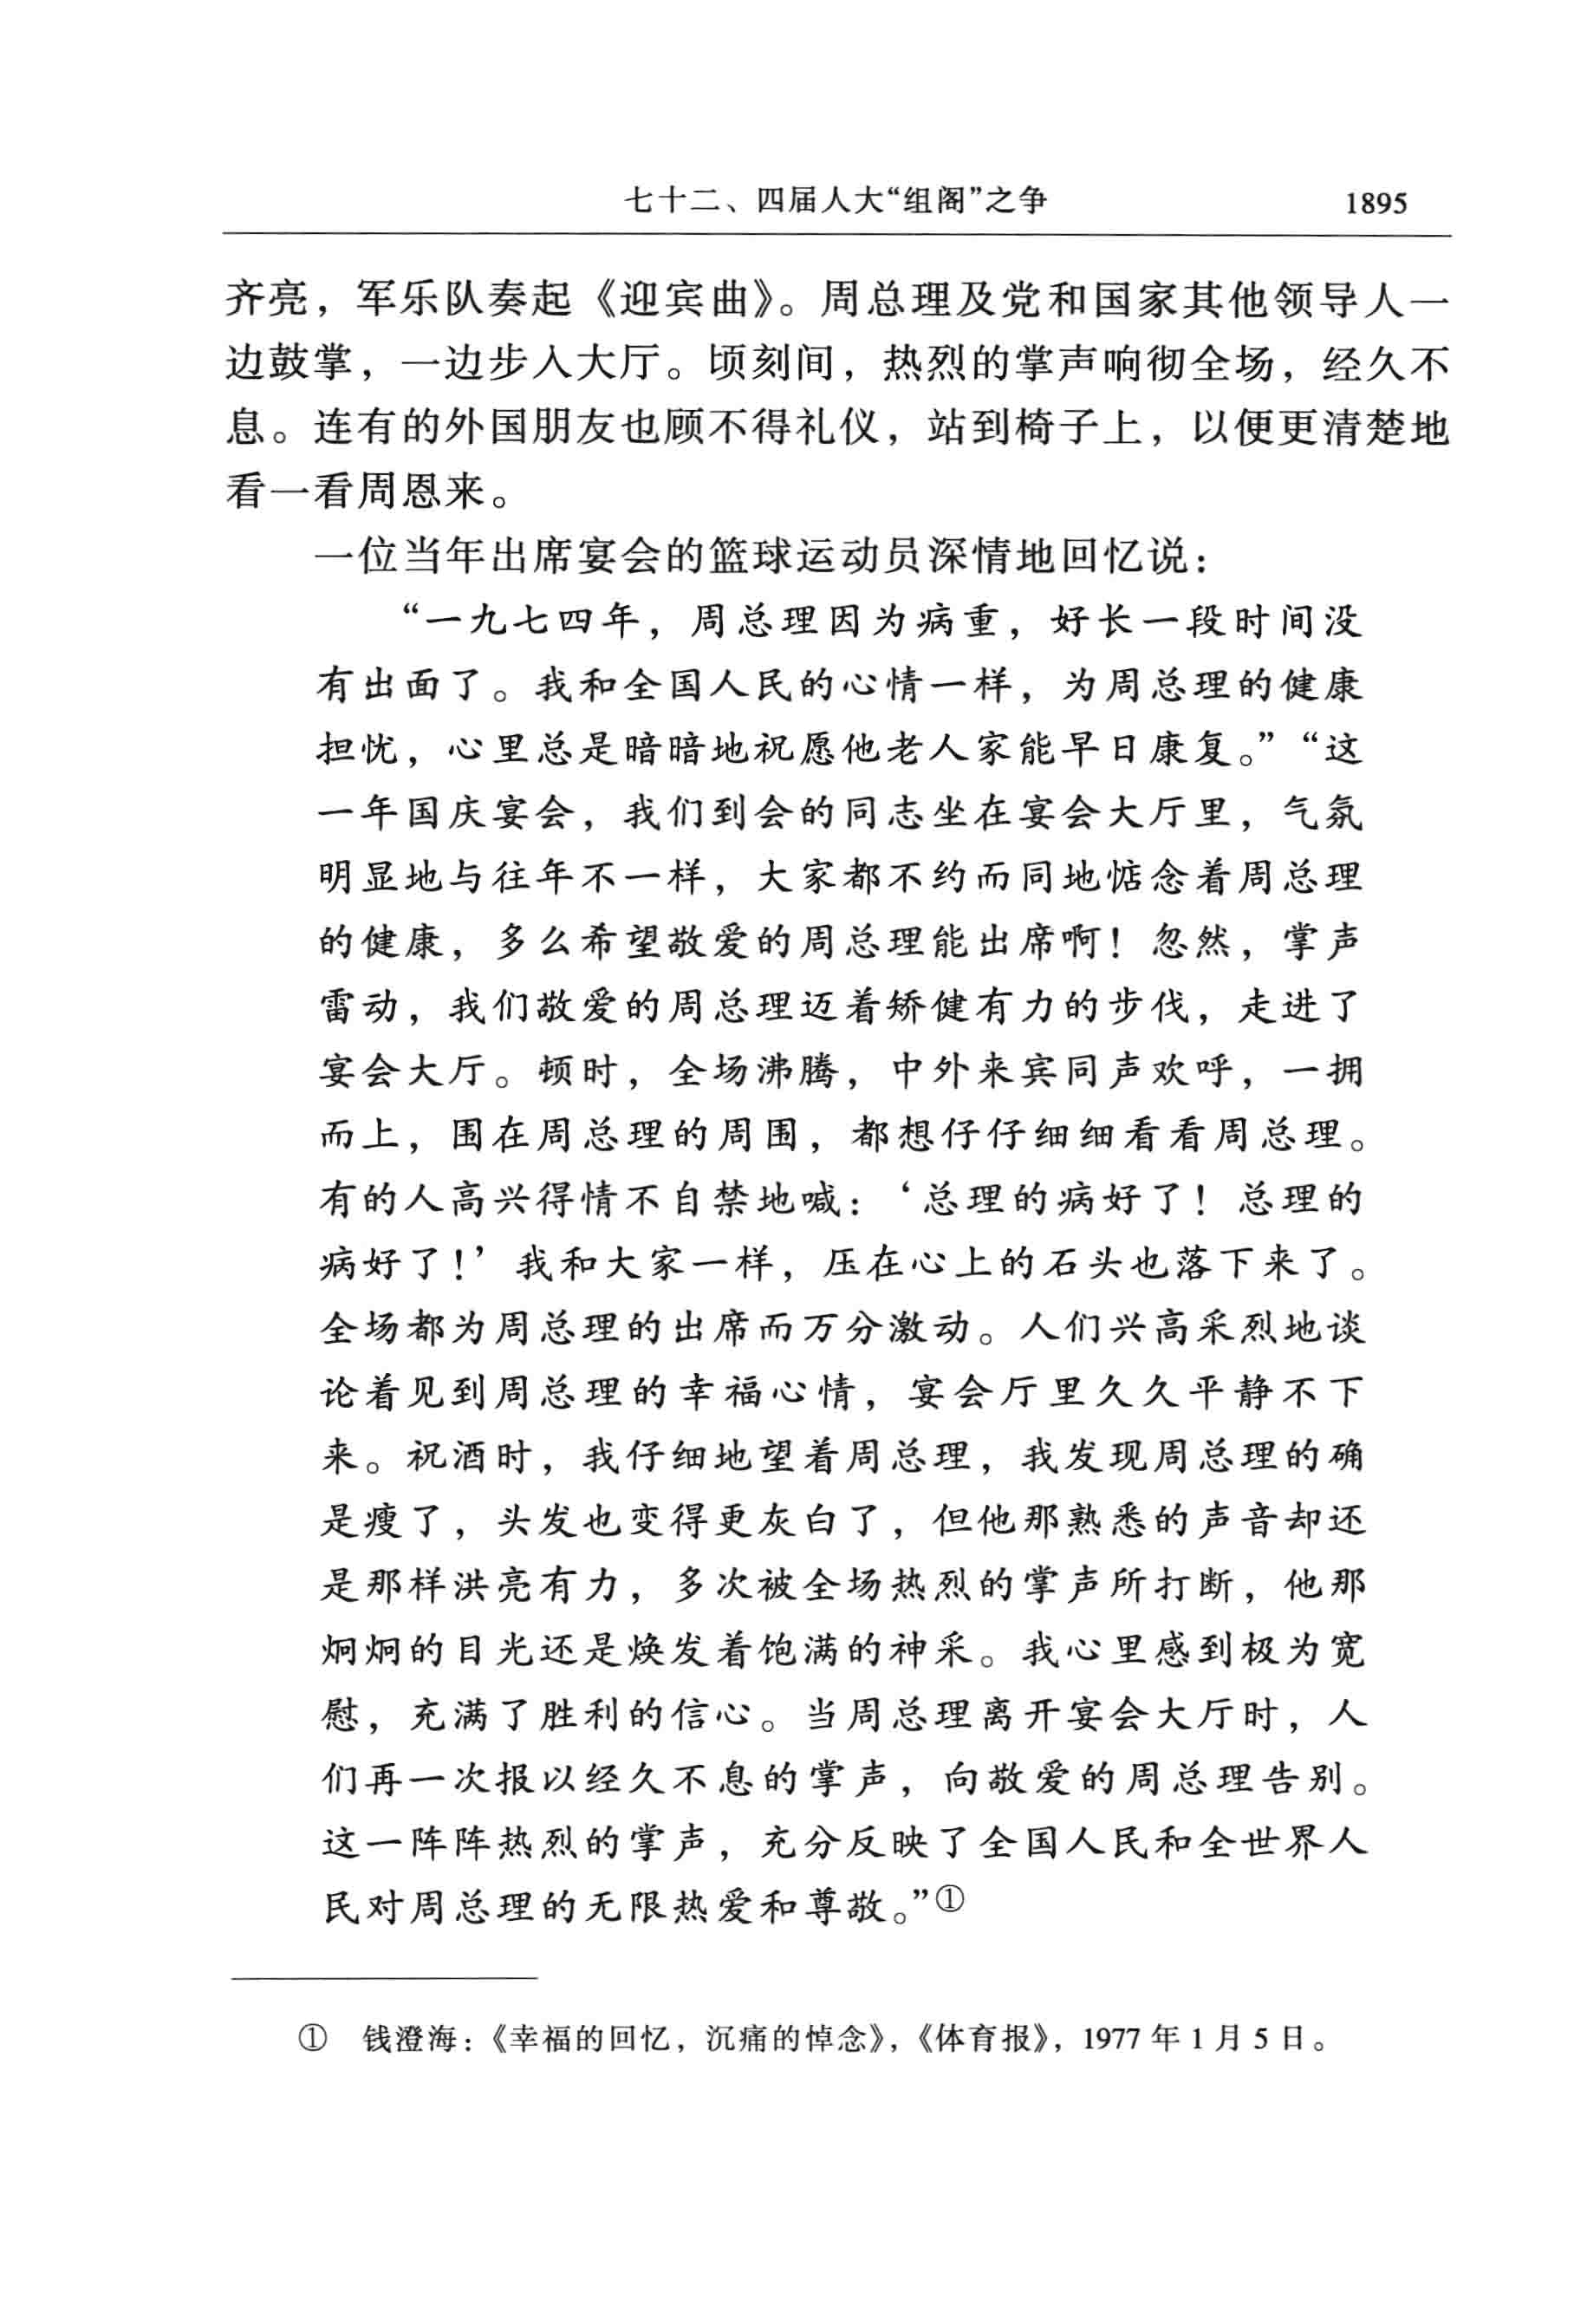 七十二、四届人大“组阁”之争 1895
齐亮，军乐队奏起《迎宾曲》。周总理及党和国家其他领导人一
边鼓掌，一边步入大厅。顷刻间，热烈的掌声响彻全场，经久不
息。连有的外国朋友也顾不得礼仪，站到椅子上，以便更清楚地
看一看周恩来。
一位当年出席宴会的篮球运动员深情地回忆说：
“一九七四年，周总理因为病重，好长一段时间没
有出面了。我和全国人民的心情一样，为周总理的健康
担忧，心里总是暗暗地祝愿他老人家能早日康复。”“这
一年国庆宴会，我们到会的同志坐在宴会大厅里，气氛
明显地与往年不一样，大家都不约而同地惦念着周总理
的健康，多么希望敬爱的周总理能出席啊！忽然，掌声
雷动，我们敬爱的周总理迈着矫健有力的步伐，走进了
宴会大厅。顿时，全场沸腾，中外来宾同声欢呼，一拥
而上，围在周总理的周围，都想仔仔细细看看周总理。
有的人高兴得情不自禁地喊：‘总理的病好了！总理的
病好了！’我和大家一样，压在心上的石头也落下来了。
全场都为周总理的出席而万分激动。人们兴高采烈地谈
论着见到周总理的幸福心情，宴会厅里久久平静不下
来。祝酒时，我仔细地望着周总理，我发现周总理的确
是瘦了，头发也变得更灰白了，但他那熟悉的声音却还
是那样洪亮有力，多次被全场热烈的掌声所打断，他那
炯炯的目光还是焕发着饱满的神采。我心里感到极为宽
慰，充满了胜利的信心。当周总理离开宴会大厅时，人
们再一次报以经久不息的掌声，向敬爱的周总理告别。
这一阵阵热烈的掌声，充分反映了全国人民和全世界人
民对周总理的无限热爱和尊敬。”①
① 钱澄海：《幸福的回忆，沉痛的悼念》，《体育报》，1977 年 1 月 5 日。